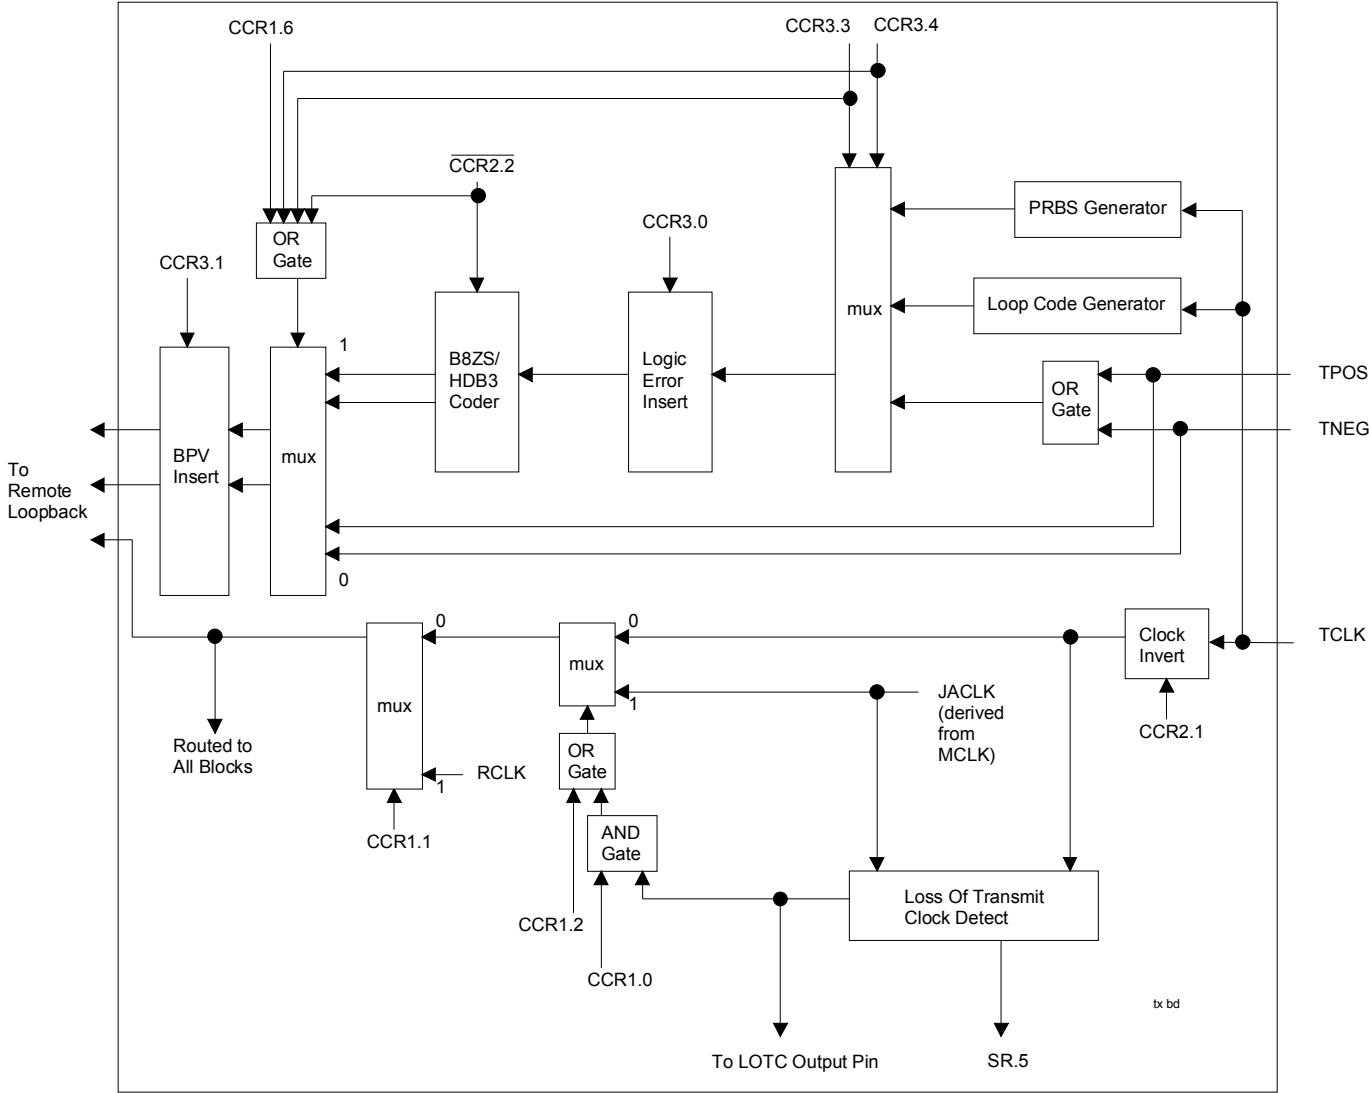 CCR1.6
CCR3.3
CCR3.4
CCR2.2
CCR3.0
PRBS Generator
OR
Gate
CCR3.1
Loop Code Generator
mux
1
B8ZS/
HDB3
Coder
Logic
Error
Insert
OR
Gate
TPOS
TNEG
BPV
Insert
mux
To
Remote
Loopback
0
0
mux
0
1
Clock
Invert
TCLK
JACLK
(derived
from
MCLK)
CCR2.1
mux
Routed to
All Blocks
OR
Gate
RCLK
1
CCR1.1
AND
Gate
Loss Of Transmit
Clock Detect
CCR1.2
CCR1.0
tx bd
To LOTC Output Pin
SR.5